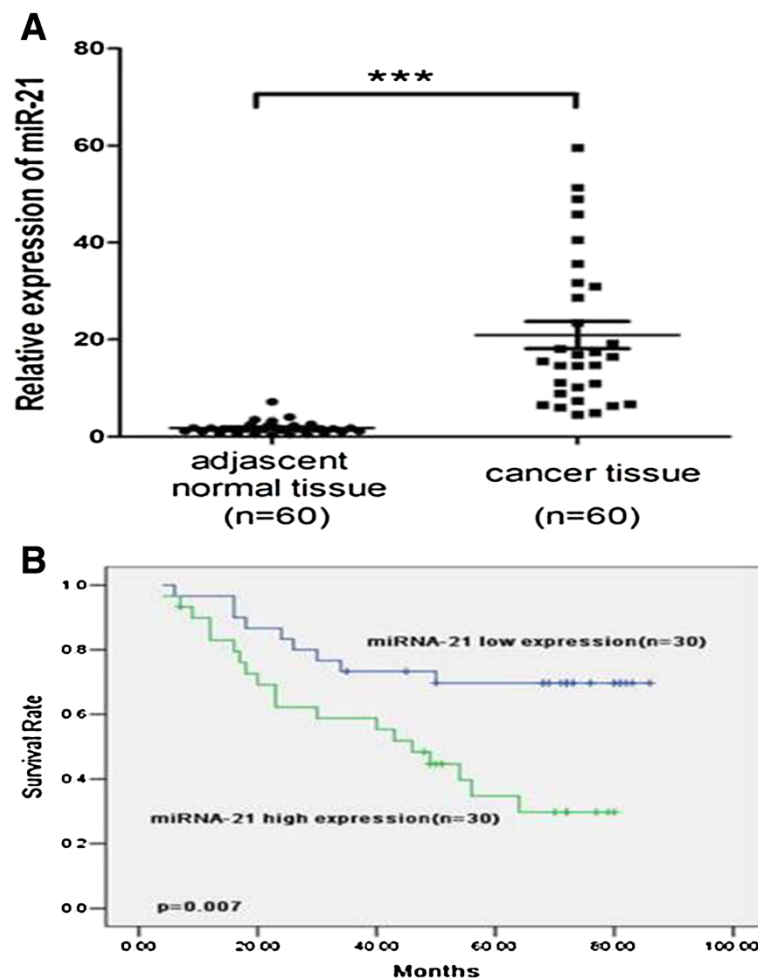 A
Relative expression of miR-21
80
60
40
20
0
***
adjascent
normal tissue
(n=60)
cancer tissue
(n=60)
B
Survival Rate
1 0
0.8
0 6
0 4
0 2
0 0
miRNA-21 low expression(n=30)
miRNA-21 high expression(n=30)
p=0.007
0 00
20 00
40 00
60 00
80 00
100 00
Months